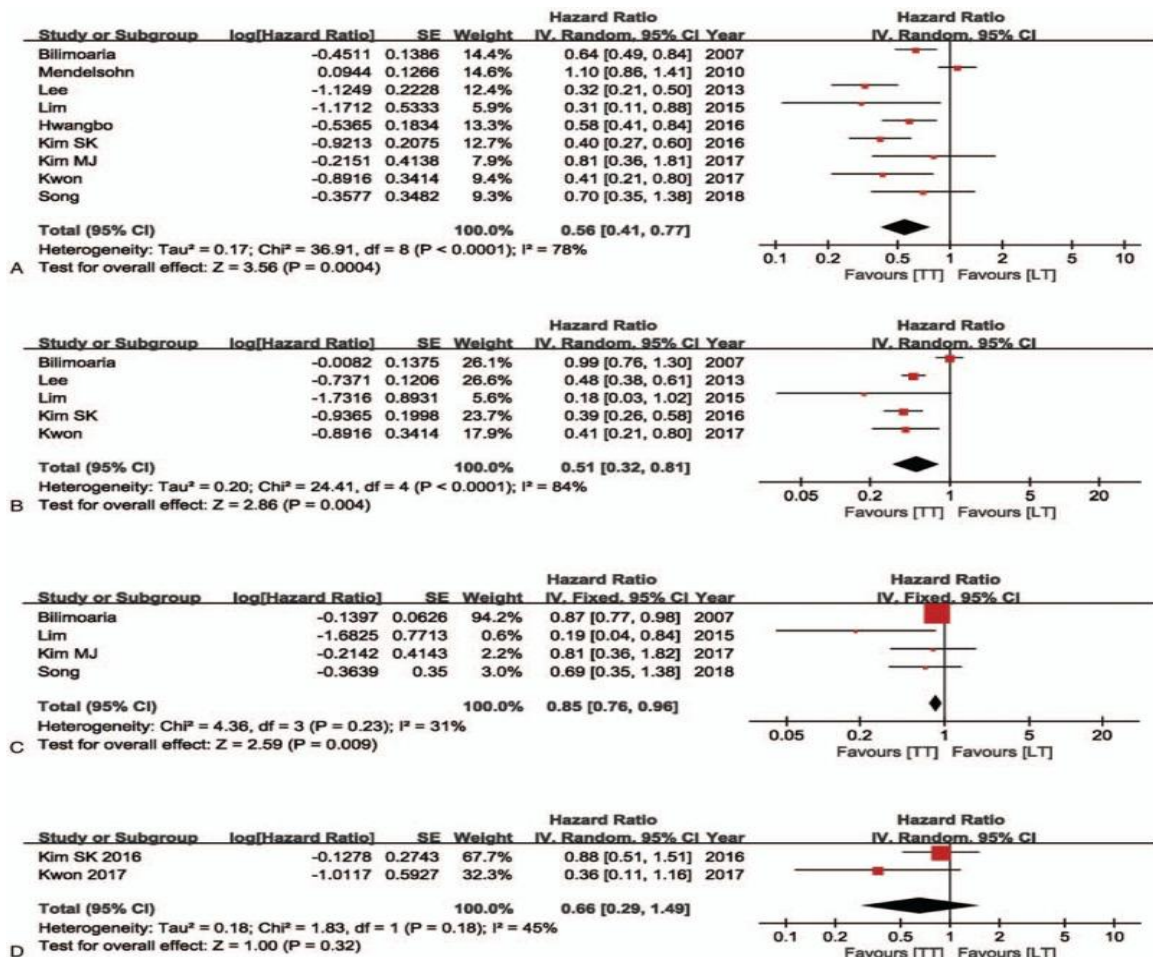 Hazard Ratio Hazard Ratio
Study or Subgroup log[Hazard Ratio] SE Weight IV. Random. 95% CI Year IV. Random. 95% CI
Bilimoaria -0.4511 0.1386 14.4% 0.64 [0.49, 0.84] 2007
Mendelsohn 0.0944 0.1266 14.6% 1.10 [0.86, 1.41] 2010
Lee -1.1249 0.2228 12.4% 0.32 [0.21, 0.50] 2013
Lim -1.1712 0.5333 5.9% 0.31 [0.11, 0.88] 2015
Hwangbo -0.5365 0.1834 13.3% 0.58 [0.41, 0.84] 2016
Kim SK -0.9213 0.2075 12.7% 0.40 [0.27, 0.60] 2016
Kim MJ -0.2151 0.4138 7.9% 0.81 [0.36, 1.81] 2017
Kwon -0.8916 0.3414 9.4% 0.41 [0.21, 0.80] 2017
Song -0.3577 0.3482 9.3% 0.70 [0.35, 1.38] 2018
Total (95% CI) 100.0% 0.56 [0.41, 0.77]
Heterogeneity: Tau² = 0.17; Chi² = 36.91, df = 8 (P < 0.0001); I² = 78%
0.1 0.2 0.5 1 2 5 10
A Test for overall effect: Z = 3.56 (P = 0.0004) Favours [TT] Favours [LT]
Hazard Ratio Hazard Ratio
Study or Subgroup log[Hazard Ratio] SE Weight IV. Random. 95% CI Year IV. Random. 95% CI
Bilimoaria -0.0082 0.1375 26.1% 0.99 [0.76, 1.30] 2007
Lee -0.7371 0.1206 26.6% 0.48 [0.38, 0.61] 2013
Lim -1.7316 0.8931 5.6% 0.18 [0.03, 1.02] 2015
Kim SK -0.9365 0.1998 23.7% 0.39 [0.26, 0.58] 2016
Kwon -0.8916 0.3414 17.9% 0.41 [0.21, 0.80] 2017
Total (95% CI) 100.0% 0.51 [0.32, 0.81]
Heterogeneity: Tau² = 0.20; Chi² = 24.41, df = 4 (P < 0.0001); I² = 84%
0.05 0.2 1 5 20
B Test for overall effect: Z = 2.86 (P = 0.004) Favours [TT] Favours [LT]
Hazard Ratio Hazard Ratio
Study or Subgroup log[Hazard Ratio] SE Weight IV. Fixed. 95% CI Year IV. Fixed. 95% CI
Bilimoaria -0.1397 0.0626 94.2% 0.87 [0.77, 0.98] 2007
Lim -1.6825 0.7713 0.6% 0.19 [0.04, 0.84] 2015
Kim MJ -0.2142 0.4143 2.2% 0.81 [0.36, 1.82] 2017
Song -0.3639 0.35 3.0% 0.69 [0.35, 1.38] 2018
Total (95% CI) 100.0% 0.85 [0.76, 0.96]
Heterogeneity: Chi² = 4.36, df = 3 (P = 0.23); I² = 31%
0.05 0.2 1 5 20
C Test for overall effect: Z = 2.59 (P = 0.009) Favours [TT] Favours [LT]
Hazard Ratio Hazard Ratio
Study or Subgroup log[Hazard Ratio] SE Weight IV. Random. 95% CI Year IV. Random. 95% CI
Kim SK 2016 -0.1278 0.2743 67.7% 0.88 [0.51, 1.51] 2016
Kwon 2017 -1.0117 0.5927 32.3% 0.36 [0.11, 1.16] 2017
Total (95% CI) 100.0% 0.66 [0.29, 1.49]
Heterogeneity: Tau² = 0.18; Chi² = 1.83, df = 1 (P = 0.18); I² = 45%
0.1 0.2 0.5 1 2 5 10
D Test for overall effect: Z = 1.00 (P = 0.32) Favours [TT] Favours [LT]